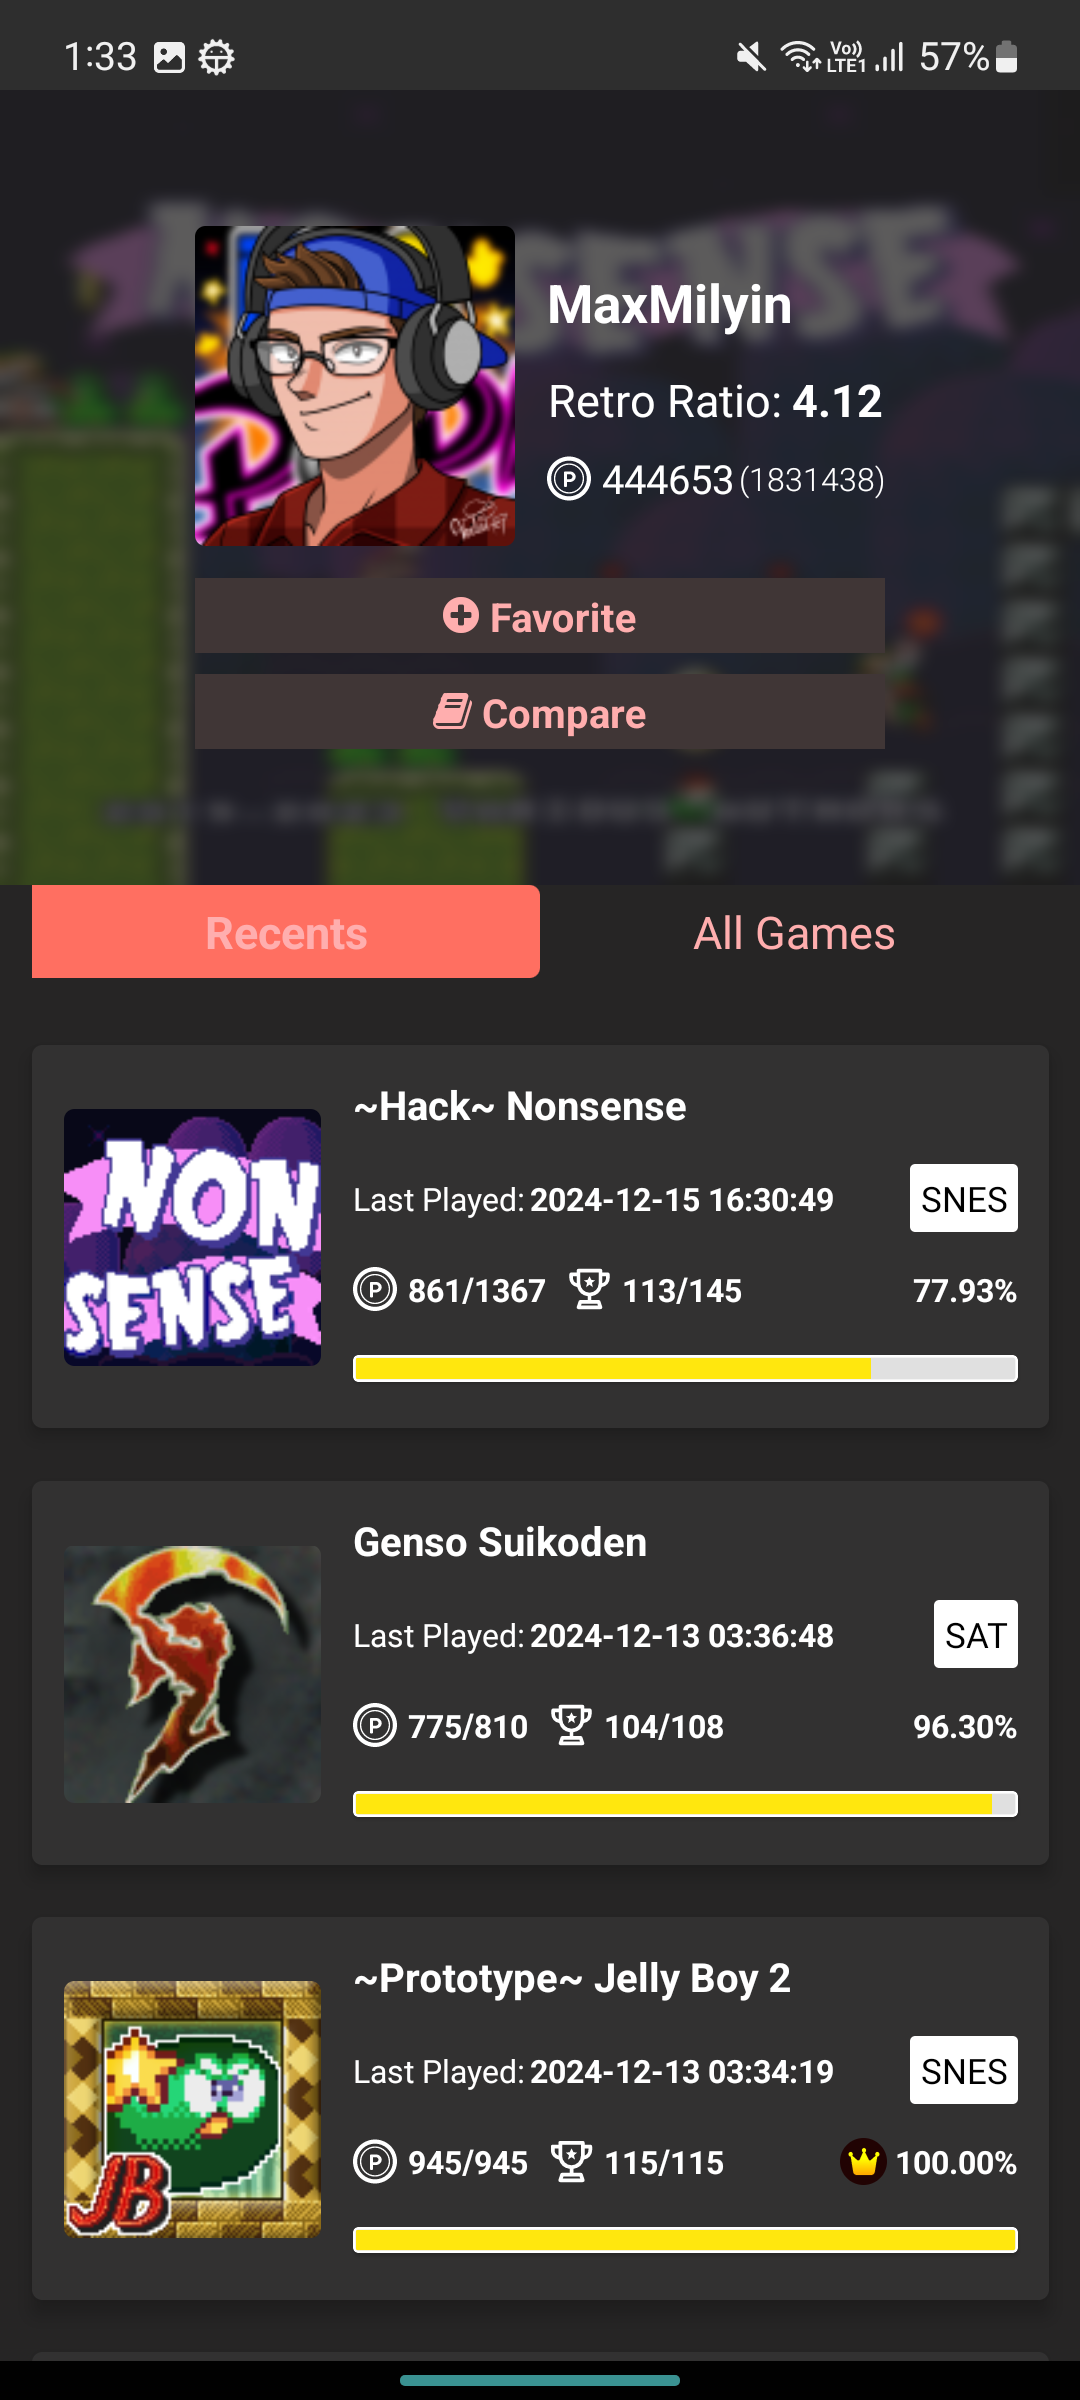 1:33
Vo))
LTE1
57%
MaxMilyin
Retro Ratio: 4.12
P 444653 (1831438)
Favorite
Compare
Recents
All Games
NON
SENSE
~Hack~ Nonsense
Last Played: 2024-12-15 16:30:49
SNES
P 861/1367 113/145 77.93%
Genso Suikoden
Last Played: 2024-12-13 03:36:48
SAT
P 775/810 104/108 96.30%
JB
~Prototype~ Jelly Boy 2
Last Played: 2024-12-13 03:34:19
SNES
P 945/945 115/115 100.00%